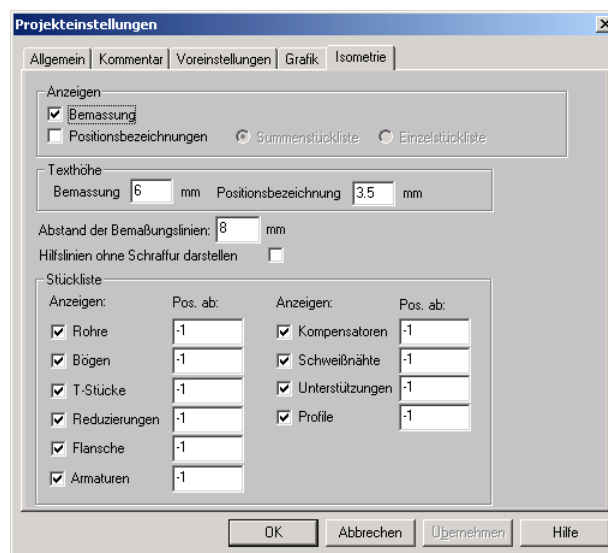 Projekteinstellungen
Allgemein Kommentar Voreinstellungen Grafik Isometrie
Anzeigen
Bemassung
Positionsbezeichnungen Summenstückliste Einzelstückliste
Texthöhe
Bemassung 6 mm Positionsbezeichnung 3.5 mm
Abstand der Bemaßungslinien: 8 mm
Hilfslinien ohne Schraffur darstellen
Stückliste
Anzeigen: Pos. ab: Anzeigen: Pos. ab:
Rohre -1 Kompensatoren -1
Bögen -1 Schweißnähte -1
T-Stücke -1 Unterstützungen -1
Reduzierungen -1 Profile -1
Flansche -1
Armaturen -1
OK Abbrechen Übernehmen Hilfe